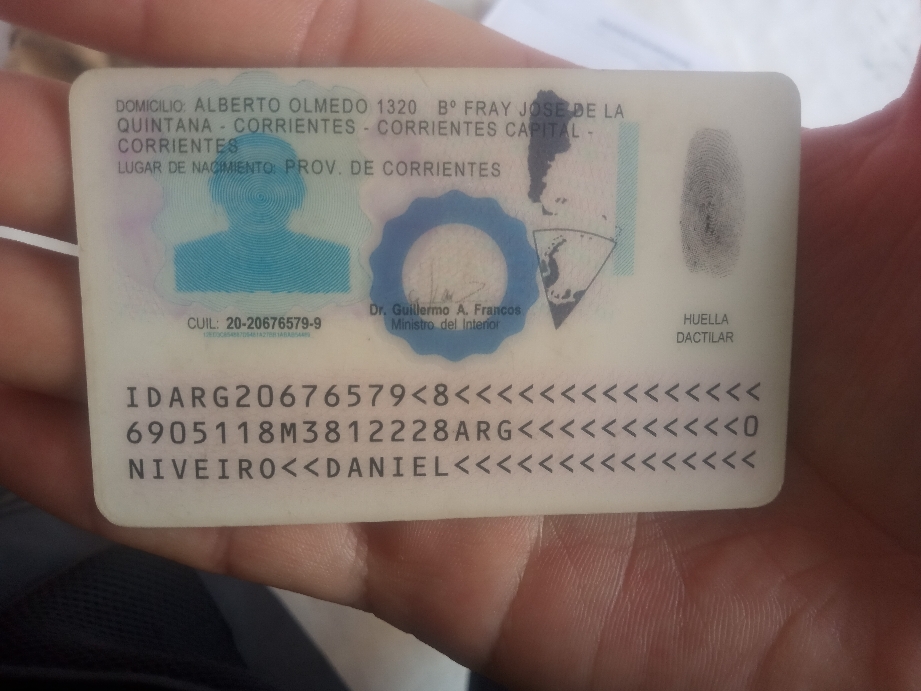 DOMICILIO: ALBERTO OLMEDO 1320 Bº FRAY JOSE DE LA
QUINTANA - CORRIENTES - CORRIENTES CAPITAL -
CORRIENTES
LUGAR DE NACIMIENTO: PROV. DE CORRIENTES
CUIL: 20-20676579-9
Dr. Guillermo A. Francos
Ministro del Interior
HUELLA
DACTILAR
IDARG20676579<8<<<<<<<<<<<<<<<
6905118M3812228ARG<<<<<<<<<<<0
NIVEIRO<<DANIEL<<<<<<<<<<<<<<<